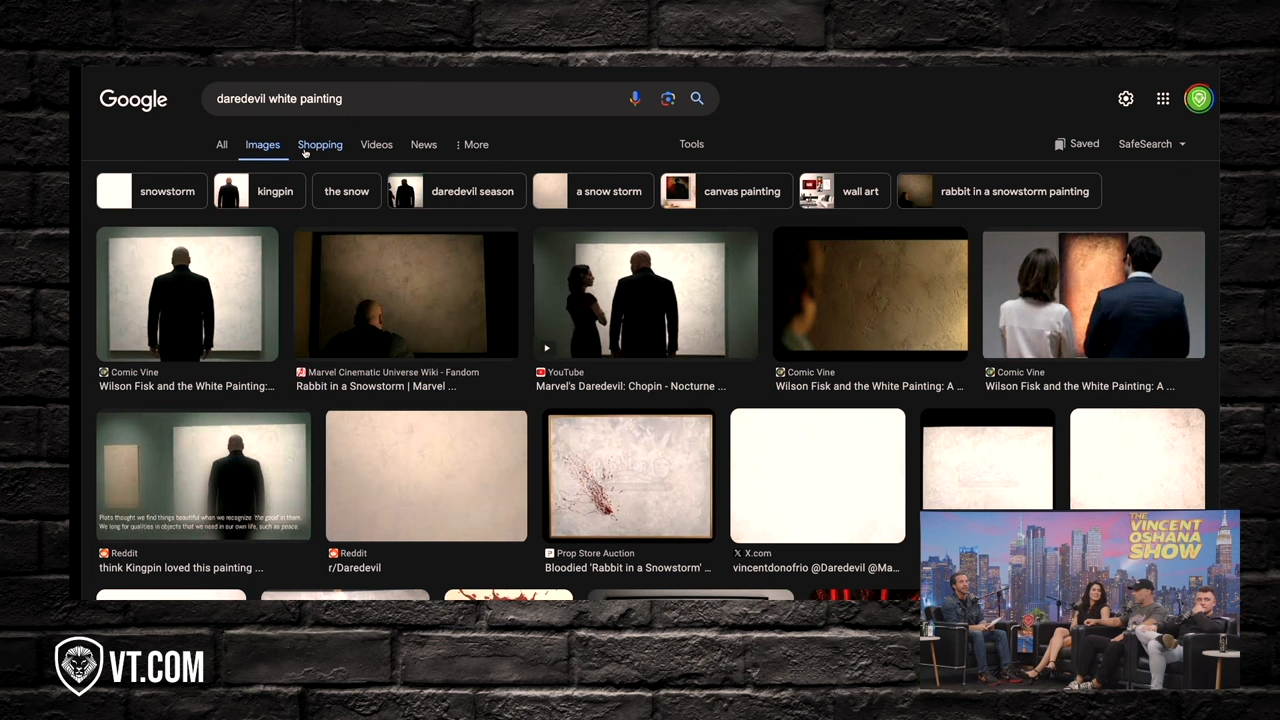 Google
daredevil white painting
All Images Shopping Videos News More Tools Saved SafeSearch
snowstorm kingpin the snow daredevil season a snow storm canvas painting wall art rabbit in a snowstorm painting
Comic Vine
Wilson Fisk and the White Painting:...
Marvel Cinematic Universe Wiki - Fandom
Rabbit in a Snowstorm | Marvel ...
YouTube
Marvel's Daredevil: Chopin - Nocturne ...
Comic Vine
Wilson Fisk and the White Painting: A ...
Comic Vine
Wilson Fisk and the White Painting: A ...
Plato thought we find things beautiful when we recognize 'the good' in them.
We long for qualities in objects that we need in our own life, such as peace.
Reddit
think Kingpin loved this painting ...
Reddit
r/Daredevil
Prop Store Auction
Bloodied 'Rabbit in a Snowstorm' ...
X.com
vincentdonofrio @Daredevil @Ma...
THE
VINCENT
OSHANA
SHOW
VT.COM